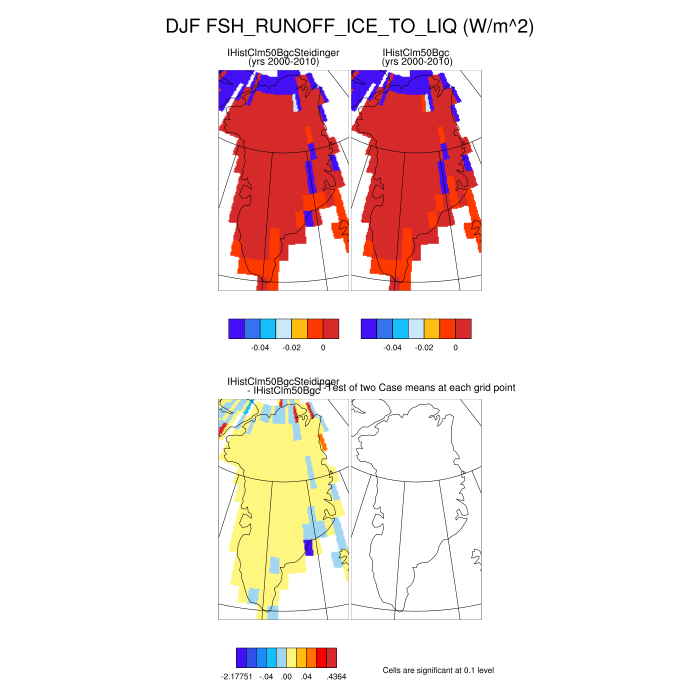 DJF FSH_RUNOFF_ICE_TO_LIQ (W/m^2)
IHistClm50BgcSteidinger
(yrs 2000-2010)
IHistClm50Bgc
(yrs 2000-2010)
-0.04 -0.02 0
-0.04 -0.02 0
IHistClm50BgcSteidinger
- IHistClm50Bgc
T-Test of two Case means at each grid point
-2.17751 -.04 .00 .04 .4364
Cells are significant at 0.1 level